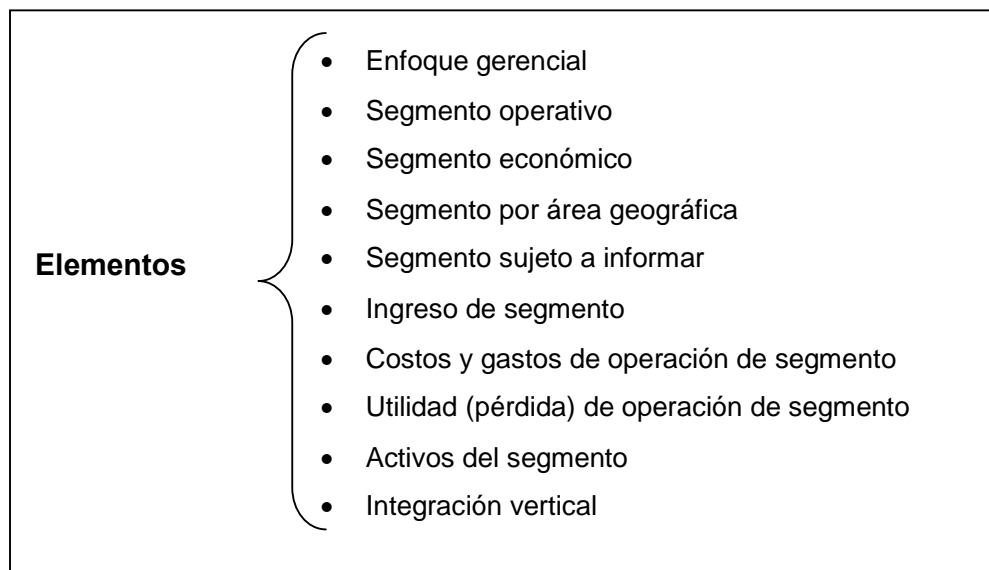 Elementos
• Enfoque gerencial
• Segmento operativo
• Segmento económico
• Segmento por área geográfica
• Segmento sujeto a informar
• Ingreso de segmento
• Costos y gastos de operación de segmento
• Utilidad (pérdida) de operación de segmento
• Activos del segmento
• Integración vertical